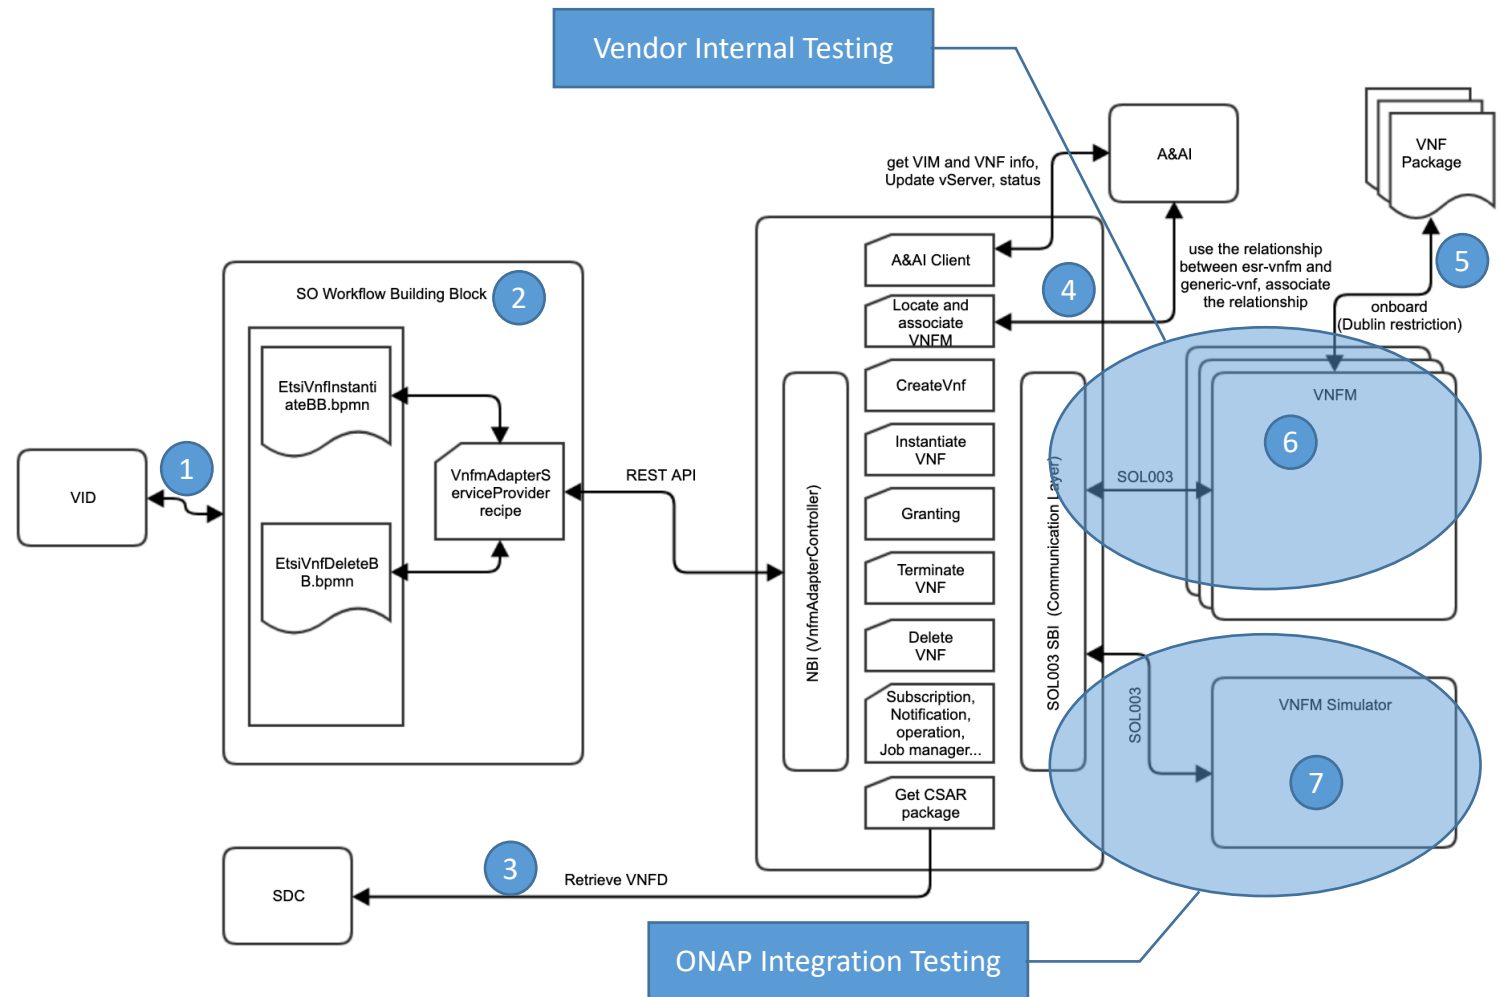 Vendor Internal Testing
get VIM and VNF info,
Update vServer, status
A&AI
VNF
Package
SO Workflow Building Block
2
A&AI Client
4
use the relationship
between esr-vnfm and
generic-vnf, associate
the relationship
5
Locate and
associate
VNFM
onboard
(Dublin restriction)
EtsiVnfInstanti
ateBB.bpmn
CreateVnf
VNFM
6
1
VID
VnfmAdapterS
erviceProvider
recipe
REST API
Instantiate
VNF
SOL003
Granting
NBI (VnfmAdapterController)
SOL003 SBI  (Communication Layer)
EtsiVnfDeleteB
B.bpmn
Terminate
VNF
Delete
VNF
Subscription,
Notification,
operation,
Job manager...
SOL003
VNFM Simulator
7
Get CSAR
package
3
Retrieve VNFD
SDC
ONAP Integration Testing